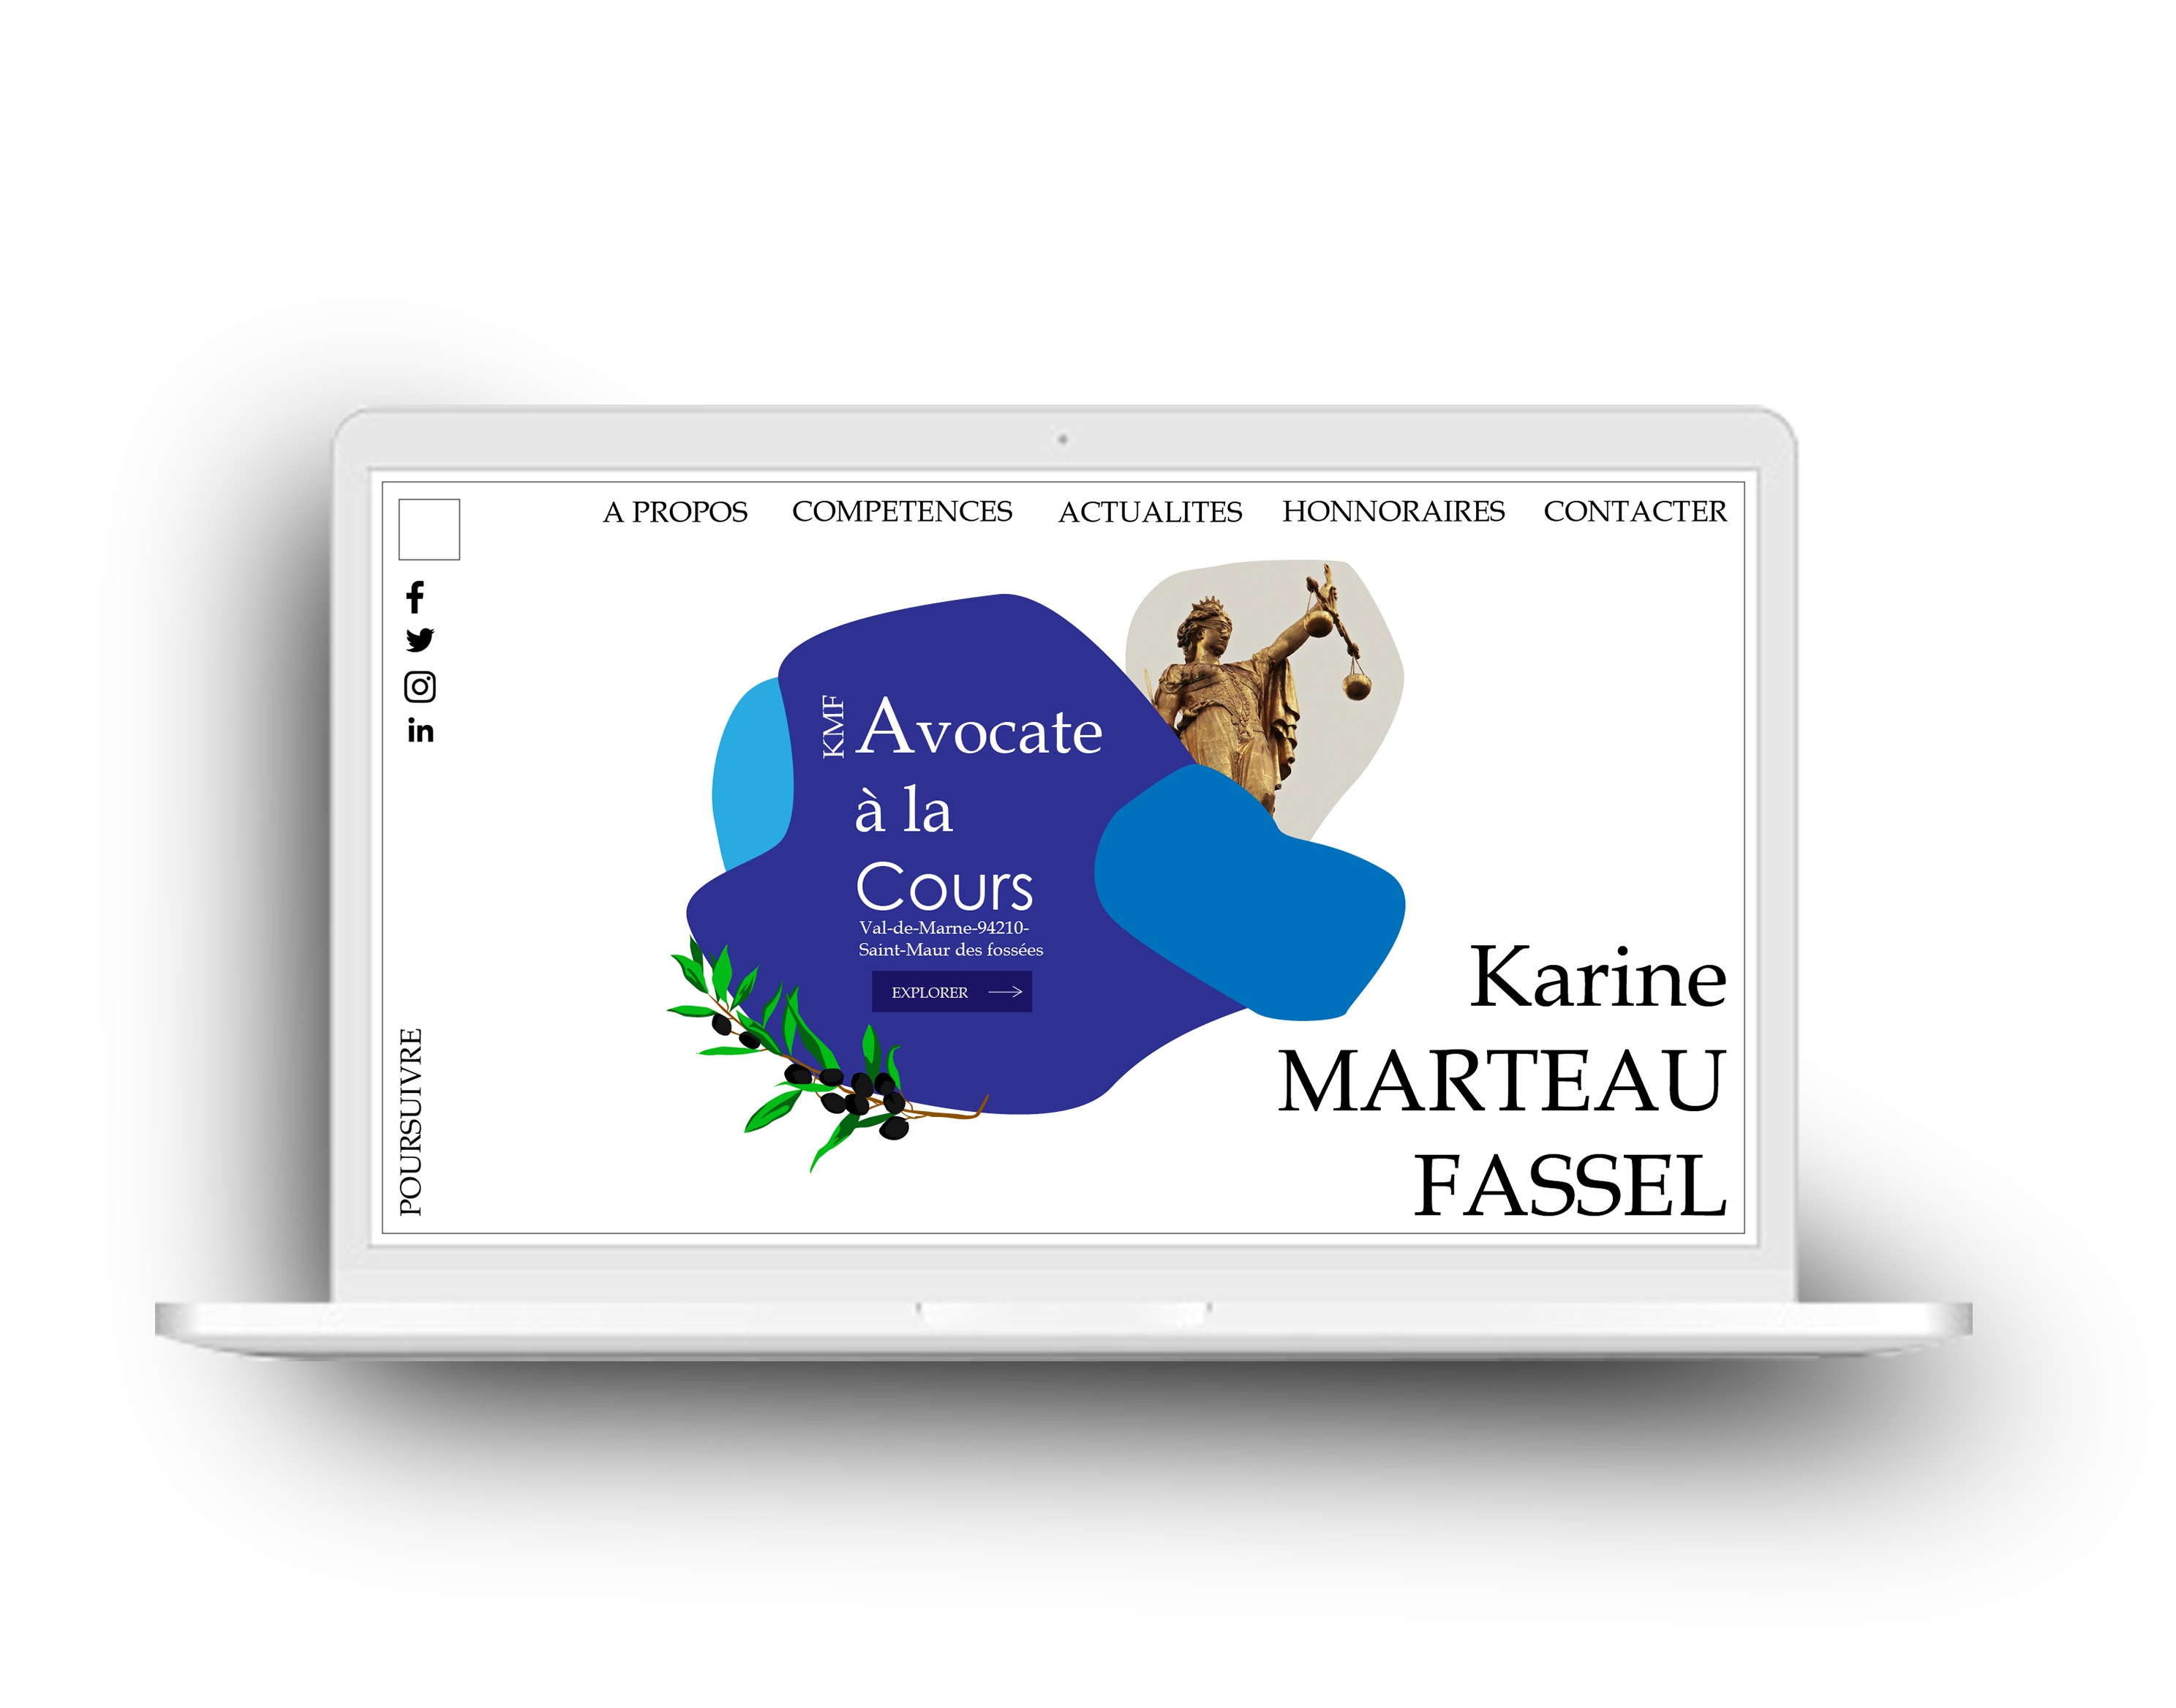 A PROPOS
COMPETENCES
ACTUALITES
HONNORAIRES
CONTACTER
KMF
Avocate
à la
Cours
Val-de-Marne-94210-
Saint-Maur des fossées
EXPLORER
Karine
MARTEAU
FASSEL
POURSUIVRE